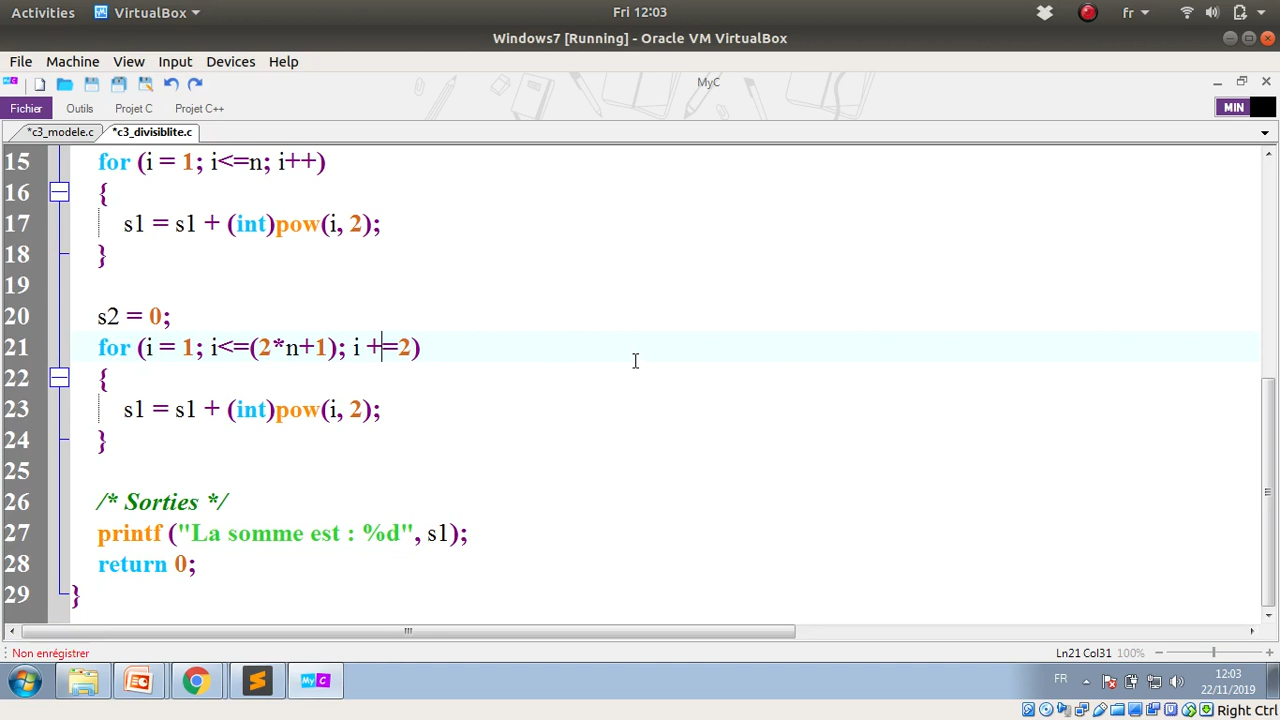 Activities VirtualBox Fri 12:03 fr
Windows7 [Running] - Oracle VM VirtualBox
File Machine View Input Devices Help
MyC
Fichier Outils Projet C Projet C++ MIN
*c3_modele.c *c3_divisiblite.c
15 for (i = 1; i<=n; i++)
16 {
17 s1 = s1 + (int)pow(i, 2);
18 }
19
20 s2 = 0;
21 for (i = 1; i<=(2*n+1); i +=2)
22 {
23 s1 = s1 + (int)pow(i, 2);
24 }
25
26 /* Sorties */
27 printf ("La somme est : %d", s1);
28 return 0;
29 }
Non enrégistrer Ln21 Col31 100%
MyC FR 12:03
22/11/2019
Right Ctrl